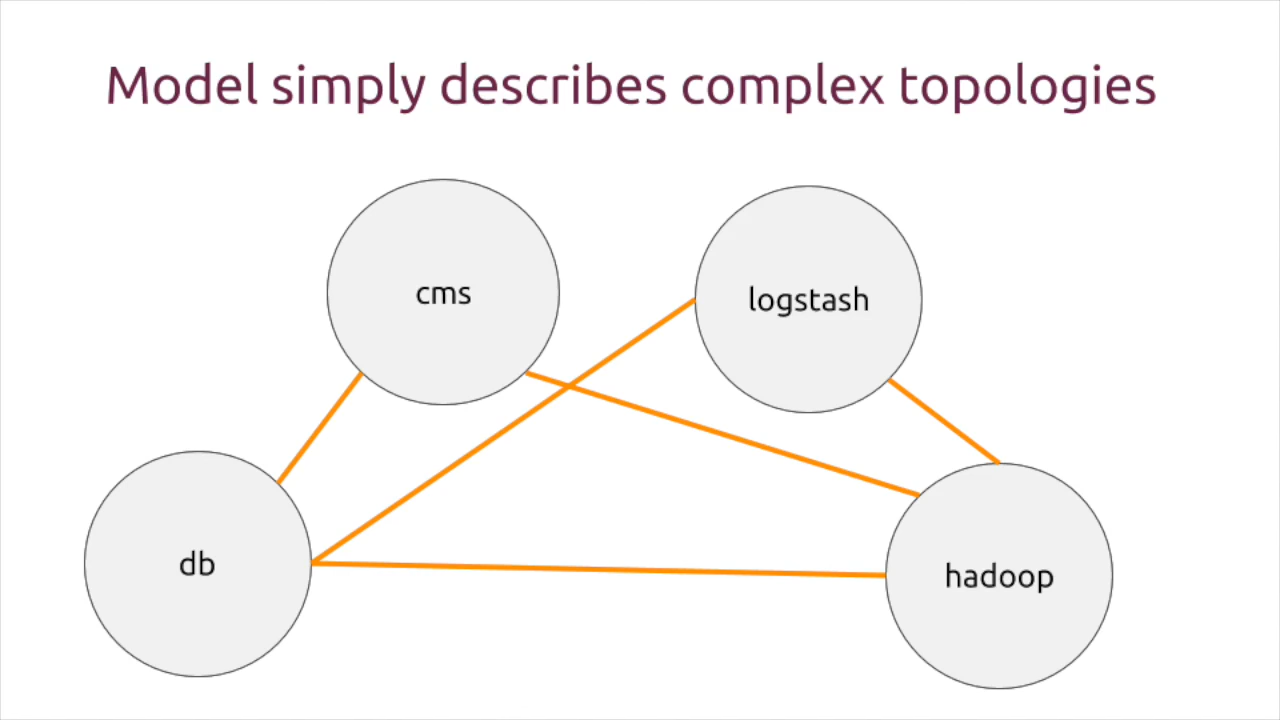 Model simply describes complex topologies
cms
logstash
db
hadoop